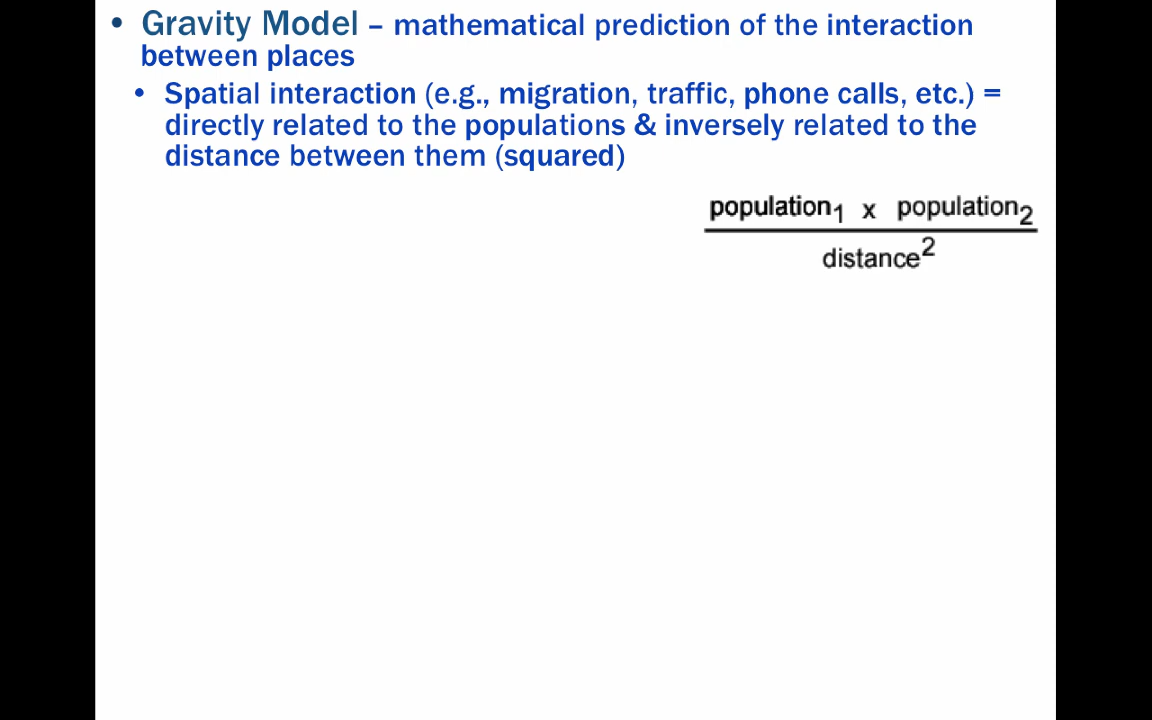 • Gravity Model – mathematical prediction of the interaction
between places
• Spatial interaction (e.g., migration, traffic, phone calls, etc.) =
directly related to the populations & inversely related to the
distance between them (squared)
population₁ x population₂
distance²